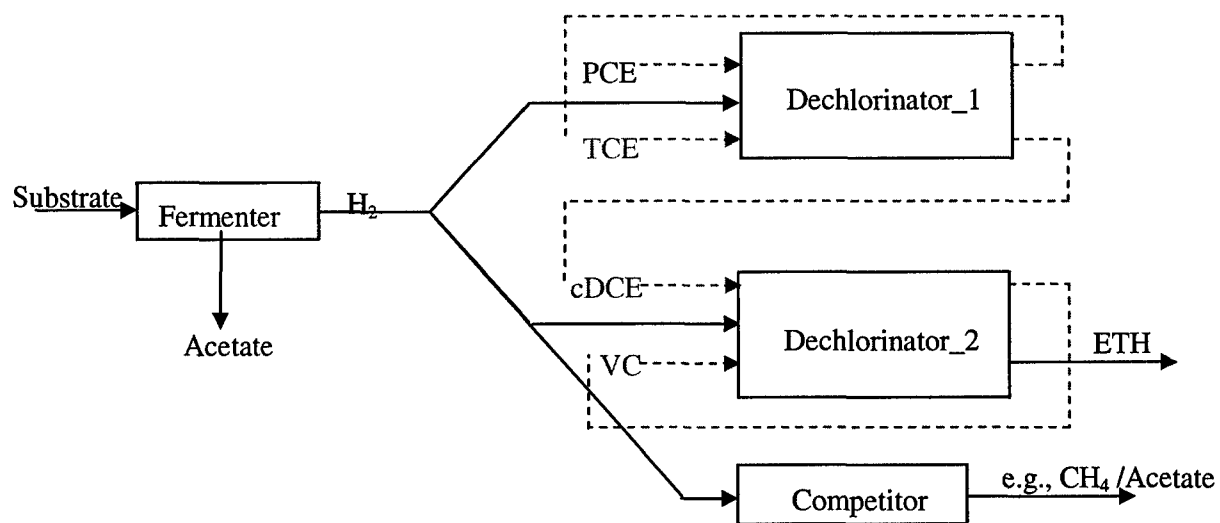 PCE
Dechlorinator_1
TCE
Substrate
Fermenter
H2
Acetate
cDCE
Dechlorinator_2
ETH
VC
Competitor
e.g., CH4 /Acetate